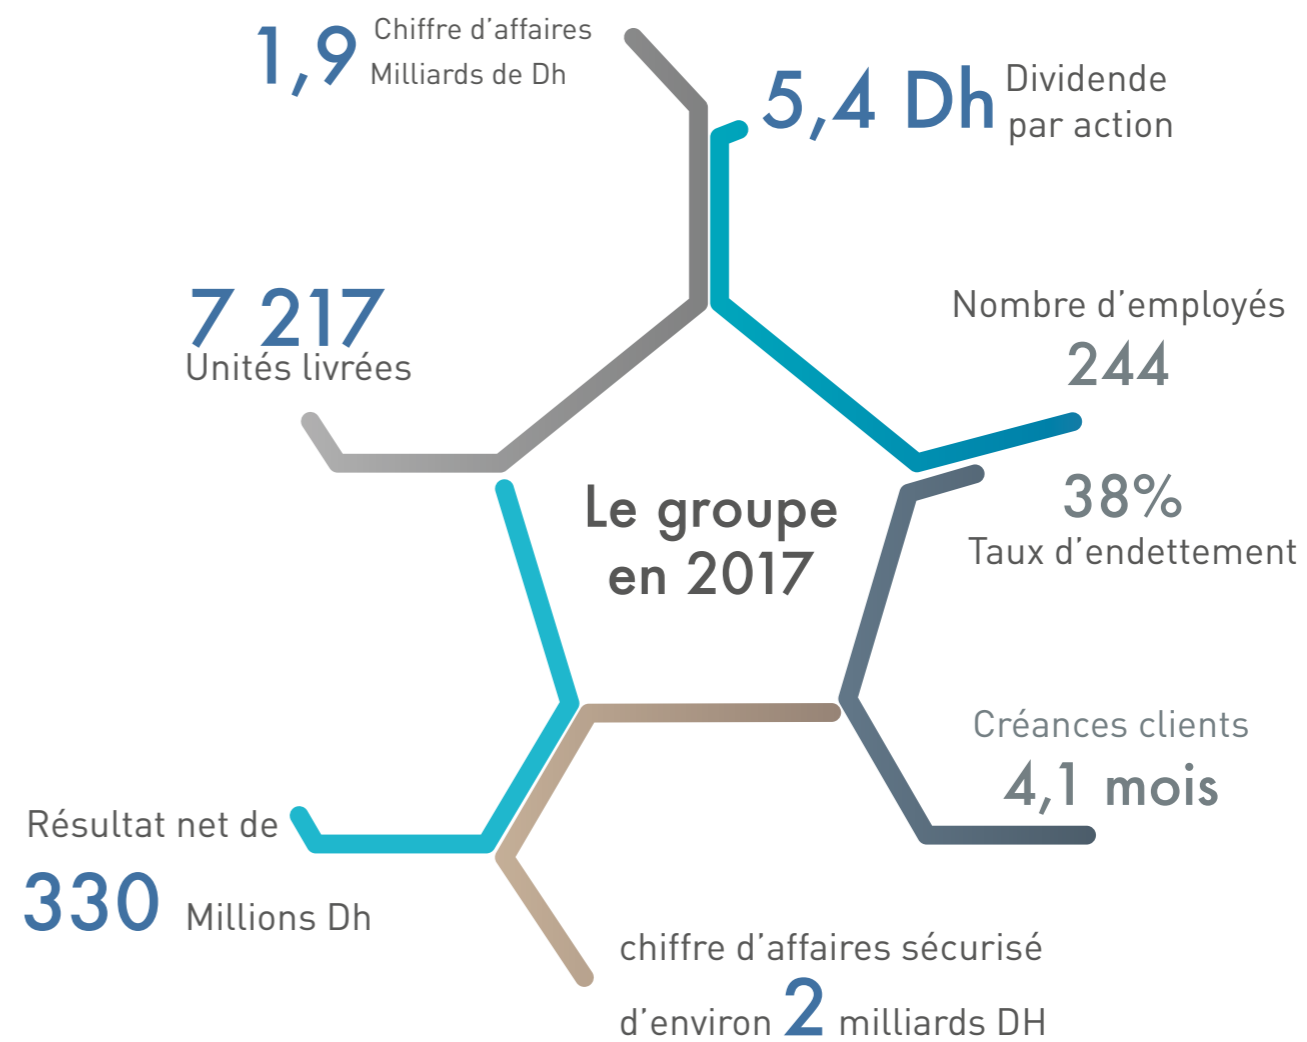 1,9 Chiffre d'affaires
Milliards de Dh
5,4 Dh Dividende
par action
7 217
Unités livrées
Nombre d'employés
244
38%
Taux d'endettement
Le groupe
en 2017
Créances clients
4,1 mois
Résultat net de
330 Millions Dh
chiffre d'affaires sécurisé
d'environ 2 milliards DH